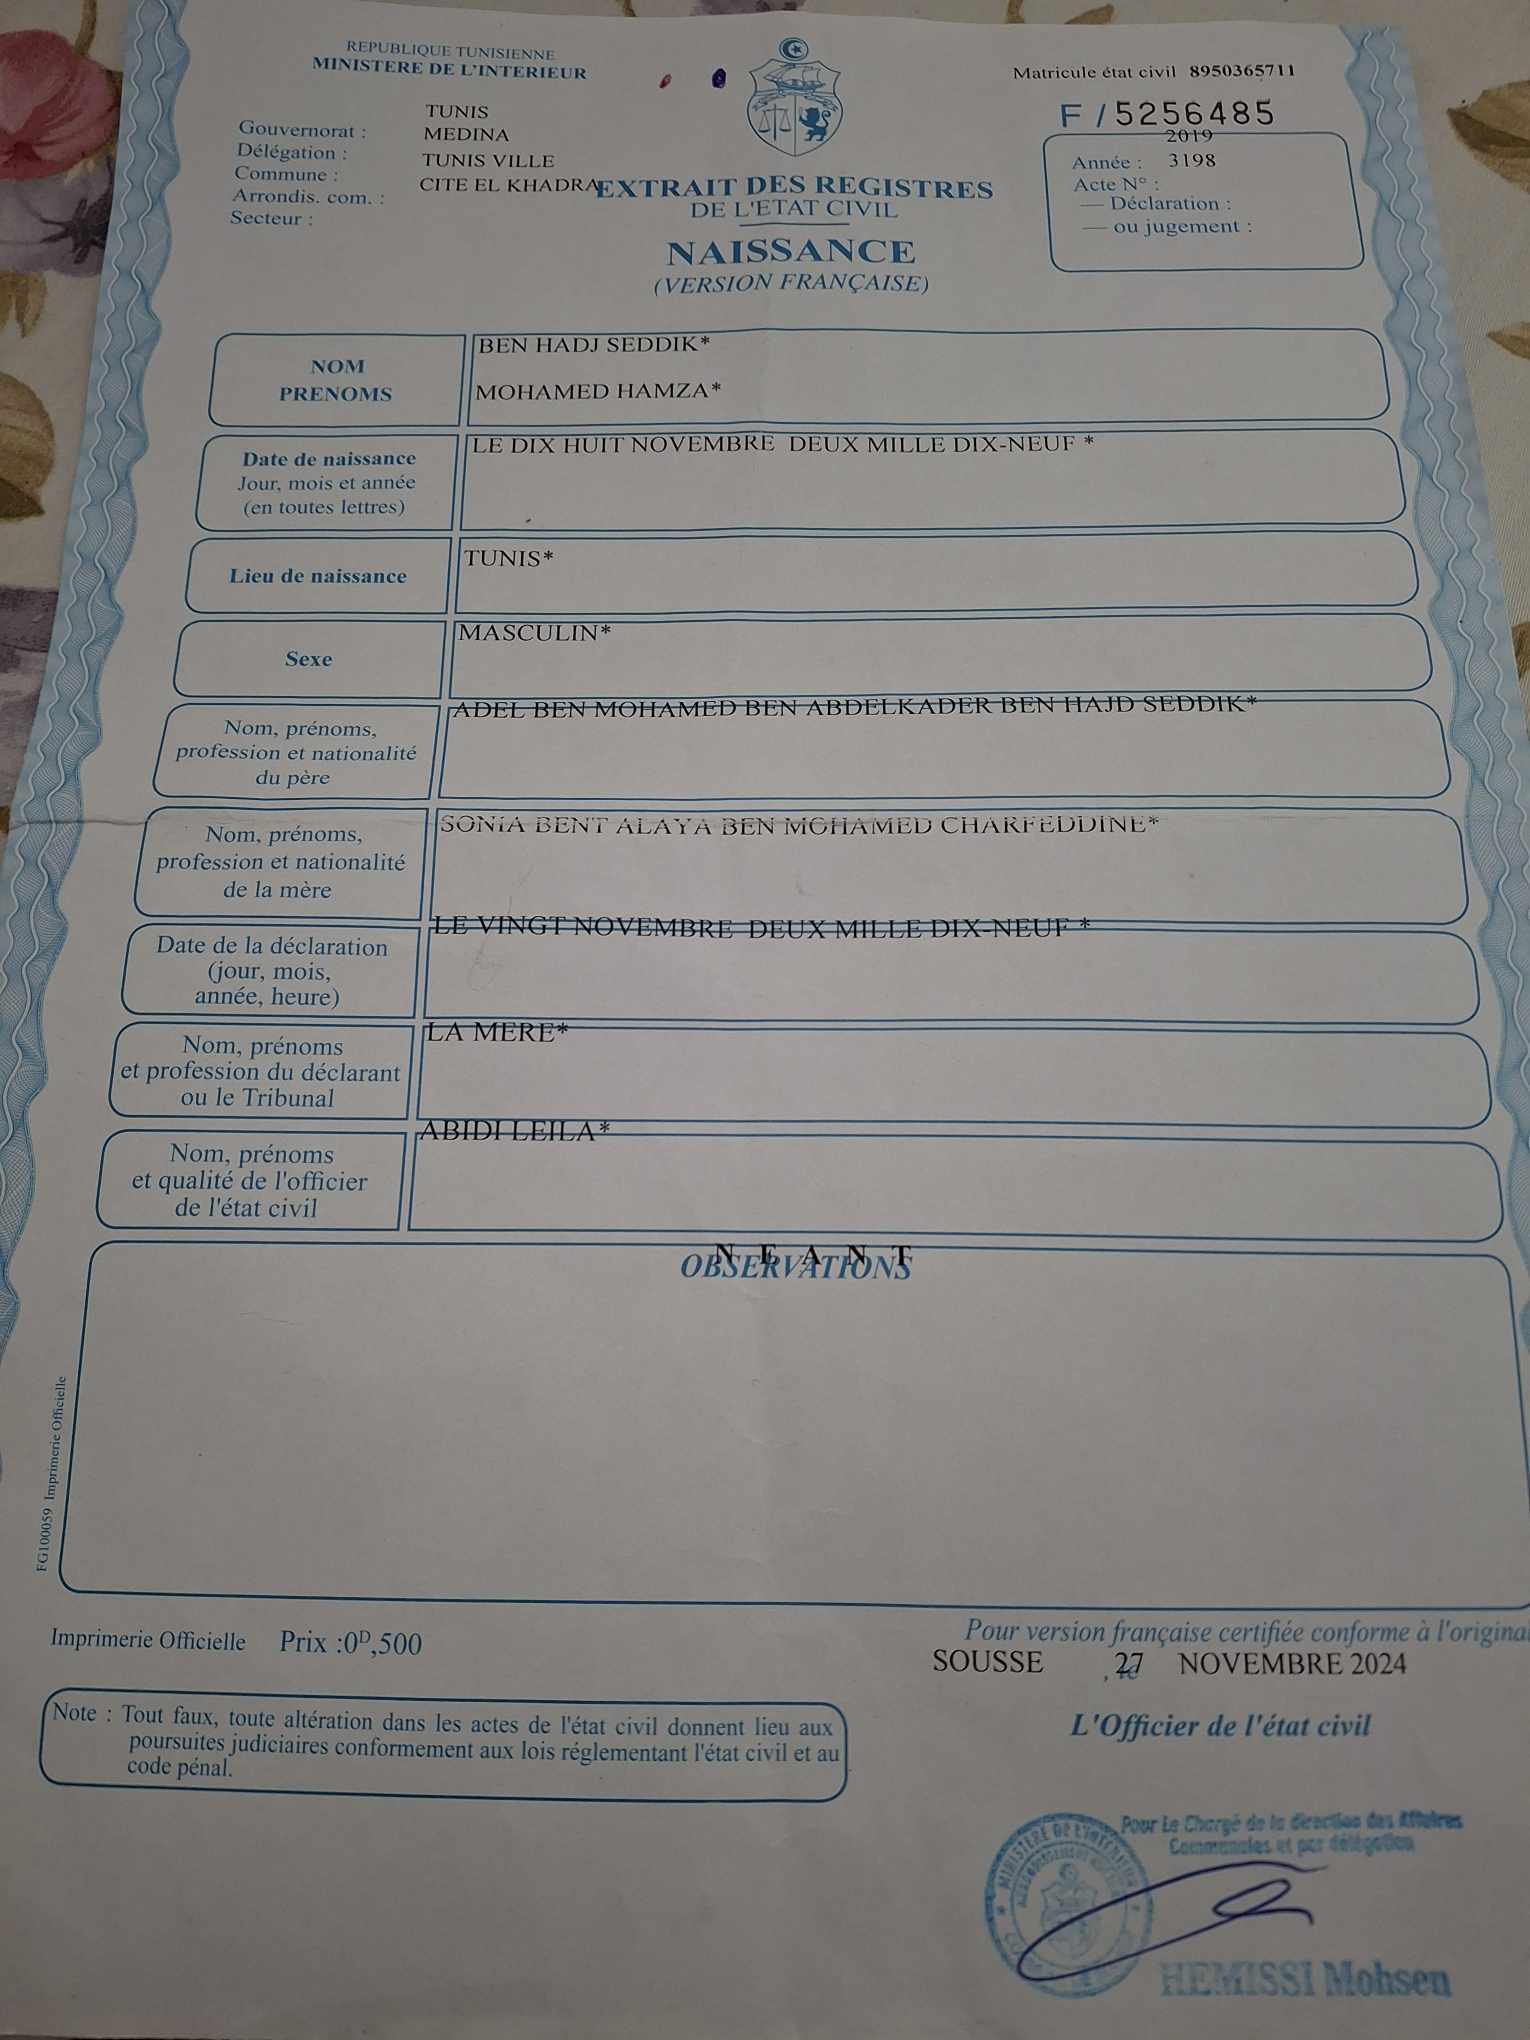 REPUBLIQUE TUNISIENNE
MINISTERE DE L'INTERIEUR
Matricule état civil 8950365711
F / 5256485
Gouvernorat : TUNIS
Délégation : MEDINA
Commune : TUNIS VILLE
Arrondis. com. : CITE EL KHADRA
Secteur :
2019
Année : 3198
Acte N° :
— Déclaration :
— ou jugement :
EXTRAIT DES REGISTRES
DE L'ETAT CIVIL
NAISSANCE
(VERSION FRANÇAISE)
NOM
PRENOMS
BEN HADJ SEDDIK*
MOHAMED HAMZA*
Date de naissance
Jour, mois et année
(en toutes lettres)
LE DIX HUIT NOVEMBRE DEUX MILLE DIX-NEUF *
Lieu de naissance
TUNIS*
Sexe
MASCULIN*
Nom, prénoms,
profession et nationalité
du père
ADEL BEN MOHAMED BEN ABDELKADER BEN HAJD SEDDIK*
Nom, prénoms,
profession et nationalité
de la mère
SONIA BENT ALAYA BEN MOHAMED CHARFEDDINE*
Date de la déclaration
(jour, mois,
année, heure)
LE VINGT NOVEMBRE DEUX MILLE DIX-NEUF *
Nom, prénoms
et profession du déclarant
ou le Tribunal
LA MERE*
Nom, prénoms
et qualité de l'officier
de l'état civil
ABIDI LEILA*
N E A N T
OBSERVATIONS
FG100059 Imprimerie Officielle
Imprimerie Officielle Prix :0D,500
Pour version française certifiée conforme à l'original
SOUSSE , le 27 NOVEMBRE 2024
L'Officier de l'état civil
Note : Tout faux, toute altération dans les actes de l'état civil donnent lieu aux
poursuites judiciaires conformement aux lois réglementant l'état civil et au
code pénal.
Pour Le Chargé de la direction des Affaires
Communales et par délégation
MINISTERE DE L'INTERIEUR
HEMISSI Mohsen